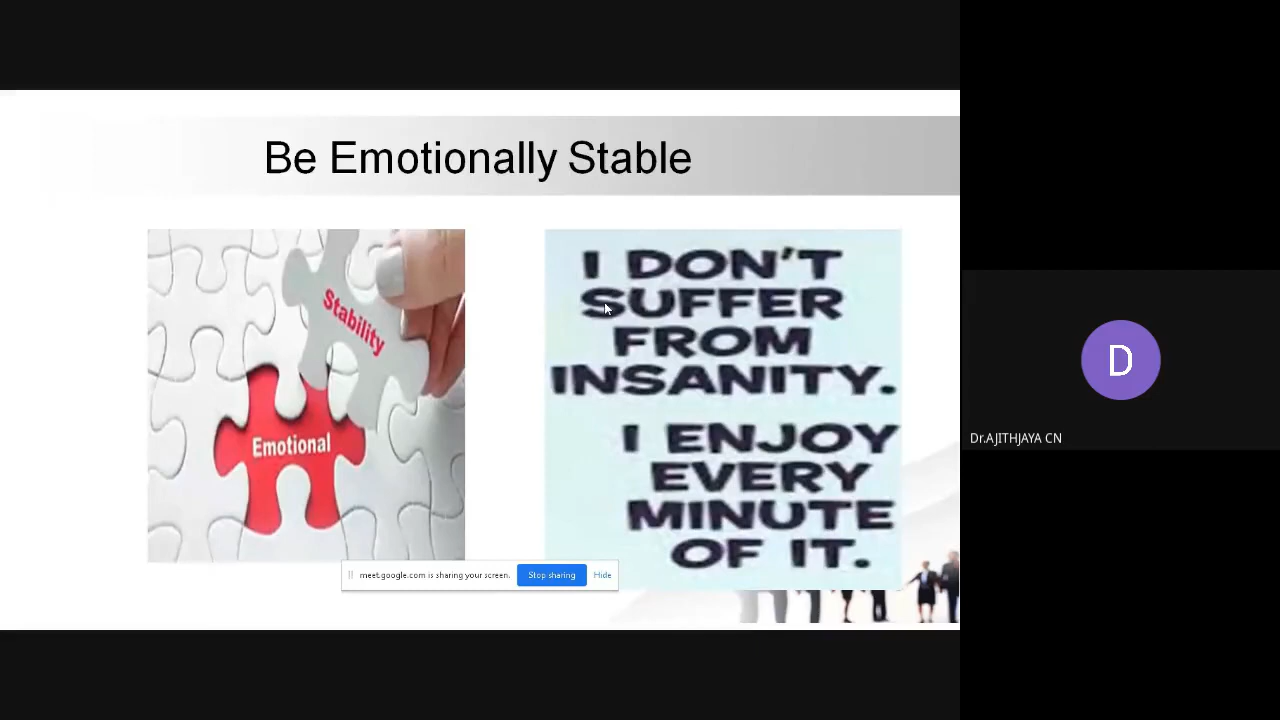 Be Emotionally Stable
Stability
Emotional
I DON'T
SUFFER
FROM
INSANITY.
I ENJOY
EVERY
MINUTE
OF IT.
meet.google.com is sharing your screen.
Stop sharing
Hide
D
Dr.AJITHJAYA CN